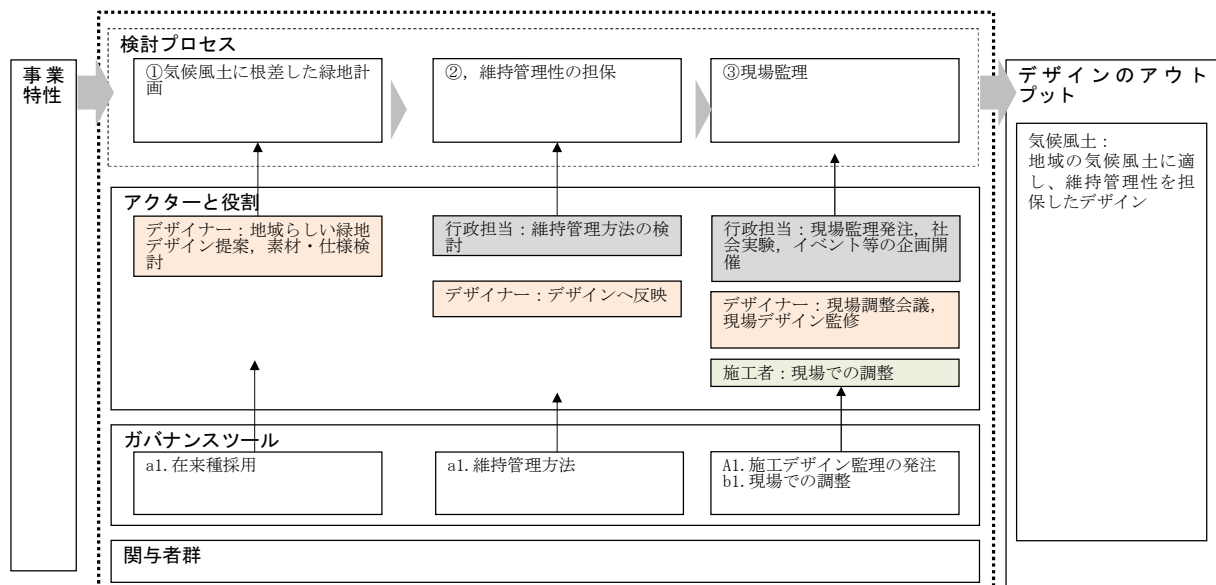 事業
特性
検討プロセス
①気候風土に根差した緑地計
画
②，維持管理性の担保
③現場監理
アクターと役割
デザイナー：地域らしい緑地
デザイン提案，素材・仕様検
討
行政担当：維持管理方法の検
討
デザイナー：デザインへ反映
行政担当：現場監理発注，社
会実験，イベント等の企画開
催
デザイナー：現場調整会議，
現場デザイン監修
施工者：現場での調整
ガバナンスツール
a1.在来種採用
a1.維持管理方法
A1.施工デザイン監理の発注
b1.現場での調整
関与者群
デザインのアウト
プット
気候風土：
地域の気候風土に適
し、維持管理性を担
保したデザイン